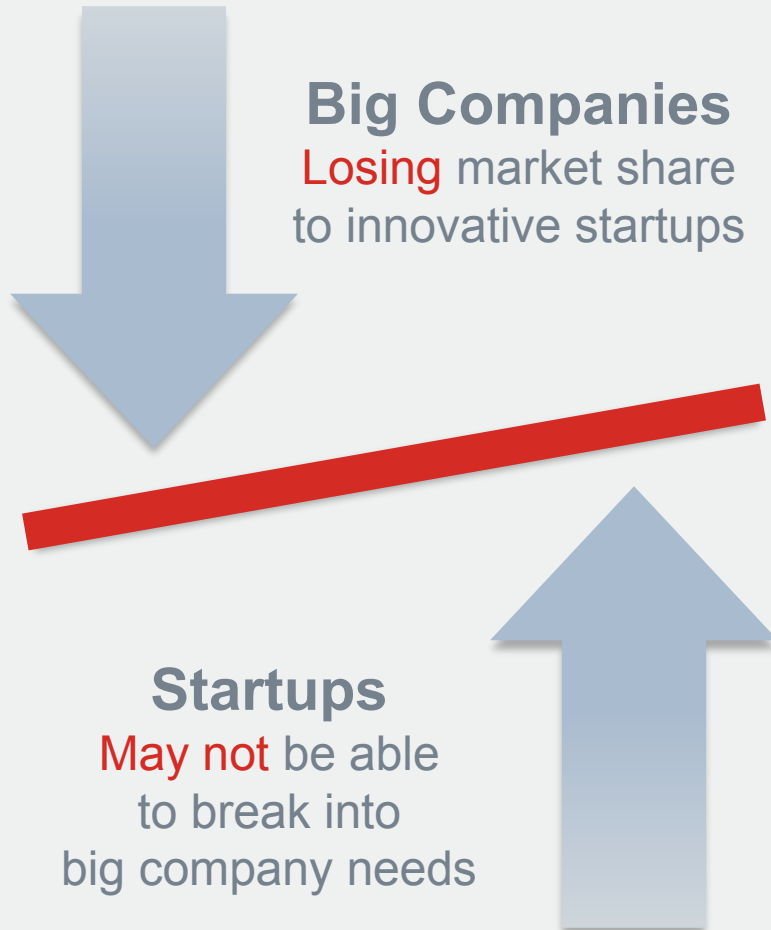 Big Companies
Losing market share
to innovative startups
Startups
May not be able
to break into
big company needs